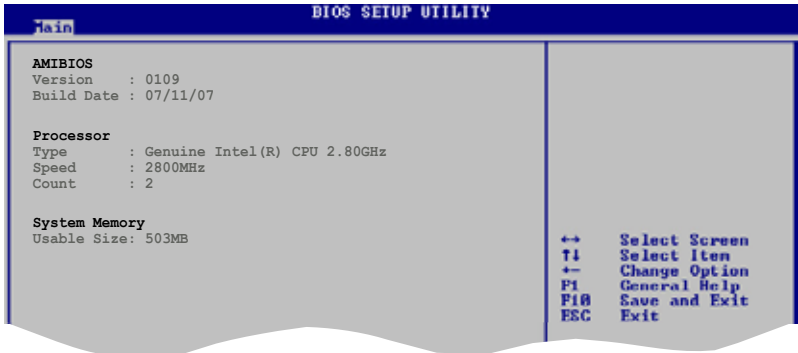 BIOS SETUP UTILITY
Main
AMIBIOS
Version : 0109
Build Date : 07/11/07
Processor
Type : Genuine Intel(R) CPU 2.80GHz
Speed : 2800MHz
Count : 2
System Memory
Usable Size: 503MB
←→ Select Screen
↑↓ Select Item
+- Change Option
F1 General Help
F10 Save and Exit
ESC Exit